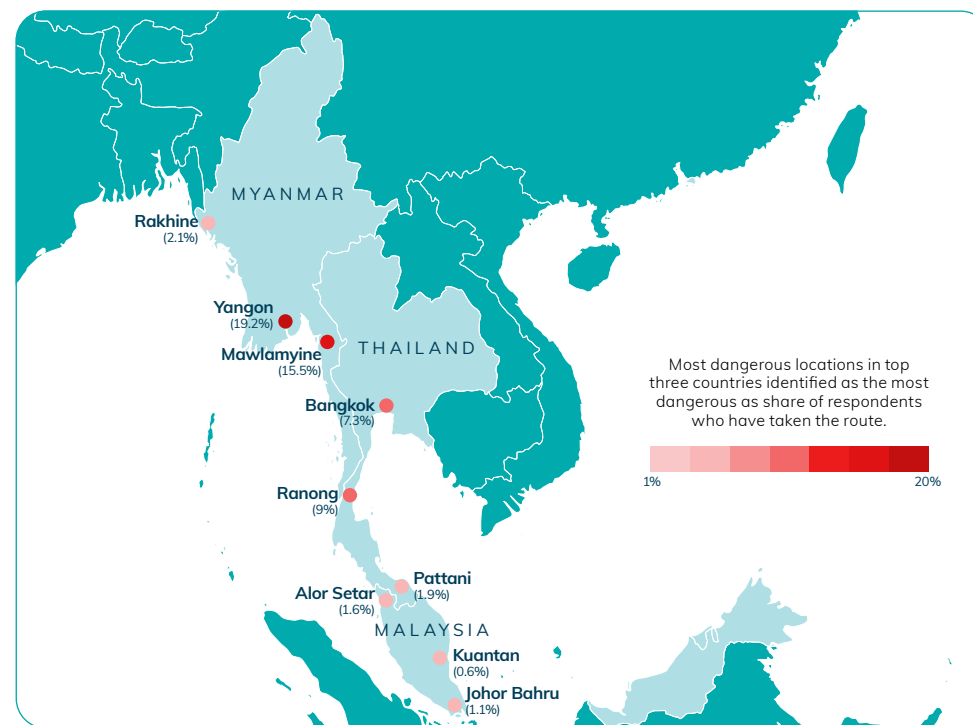 MYANMAR
Rakhine
(2.1%)
Yangon
(19.2%)
Mawlamyine
(15.5%)
THAILAND
Bangkok
(7.3%)
Ranong
(9%)
Pattani
(1.9%)
Alor Setar
(1.6%)
MALAYSIA
Kuantan
(0.6%)
Johor Bahru
(1.1%)
Most dangerous locations in top
three countries identified as the most
dangerous as share of respondents
who have taken the route.
1%
20%